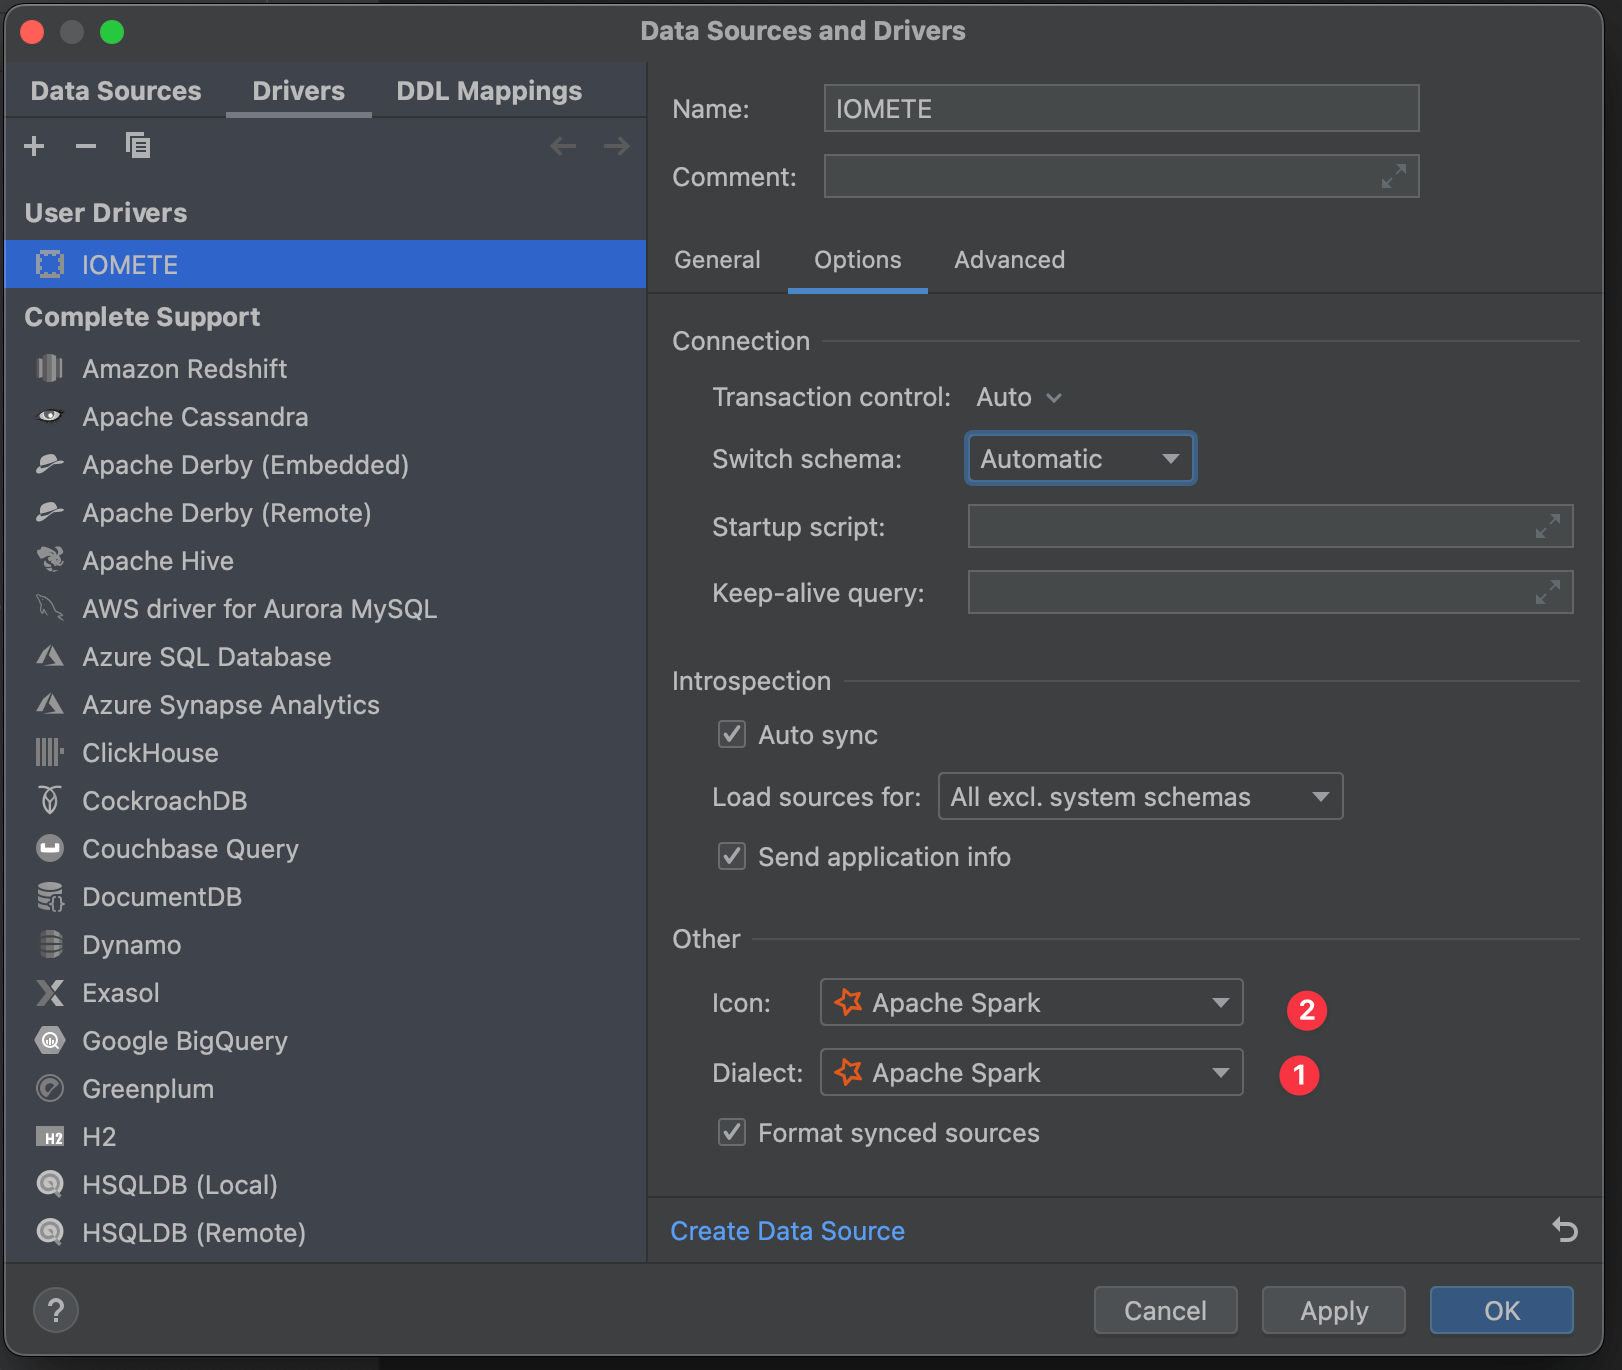 Data Sources and Drivers
Data Sources
Drivers
DDL Mappings
User Drivers
IOMETE
Complete Support
Amazon Redshift
Apache Cassandra
Apache Derby (Embedded)
Apache Derby (Remote)
Apache Hive
AWS driver for Aurora MySQL
Azure SQL Database
Azure Synapse Analytics
ClickHouse
CockroachDB
Couchbase Query
DocumentDB
Dynamo
Exasol
Google BigQuery
Greenplum
H2 H2
HSQLDB (Local)
HSQLDB (Remote)
Name: IOMETE
Comment:
General
Options
Advanced
Connection
Transaction control: Auto
Switch schema: Automatic
Startup script:
Keep-alive query:
Introspection
Auto sync
Load sources for: All excl. system schemas
Send application info
Other
Icon: Apache Spark 2
Dialect: Apache Spark 1
Format synced sources
Create Data Source
?
Cancel
Apply
OK